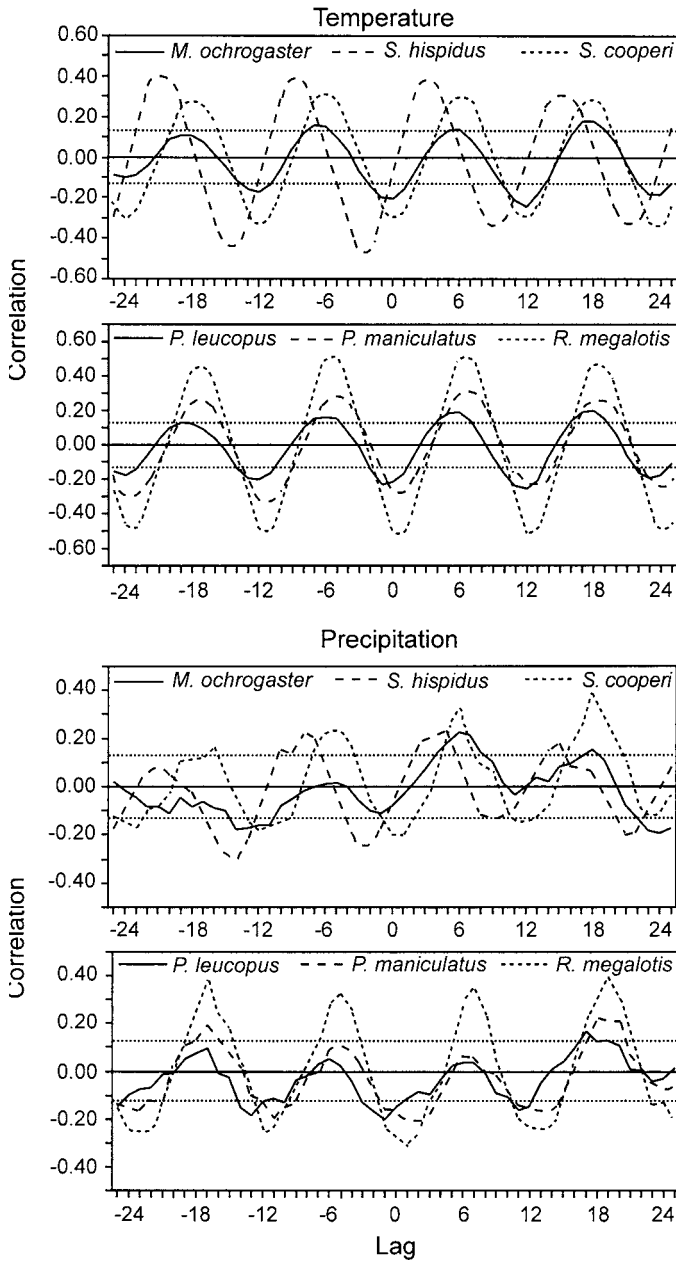 Temperature
0.60
M. ochrogaster S. hispidus S. cooperi
0.40
0.20
0.00
-0.20
-0.40
-0.60
-24 -18 -12 -6 0 6 12 18 24
0.60
P. leucopus P. maniculatus R. megalotis
0.40
0.20
0.00
-0.20
-0.40
-0.60
-24 -18 -12 -6 0 6 12 18 24
Correlation
Precipitation
M. ochrogaster S. hispidus S. cooperi
0.40
0.20
0.00
-0.20
-0.40
-24 -18 -12 -6 0 6 12 18 24
P. leucopus P. maniculatus R. megalotis
0.40
0.20
0.00
-0.20
-0.40
-24 -18 -12 -6 0 6 12 18 24
Correlation
Lag